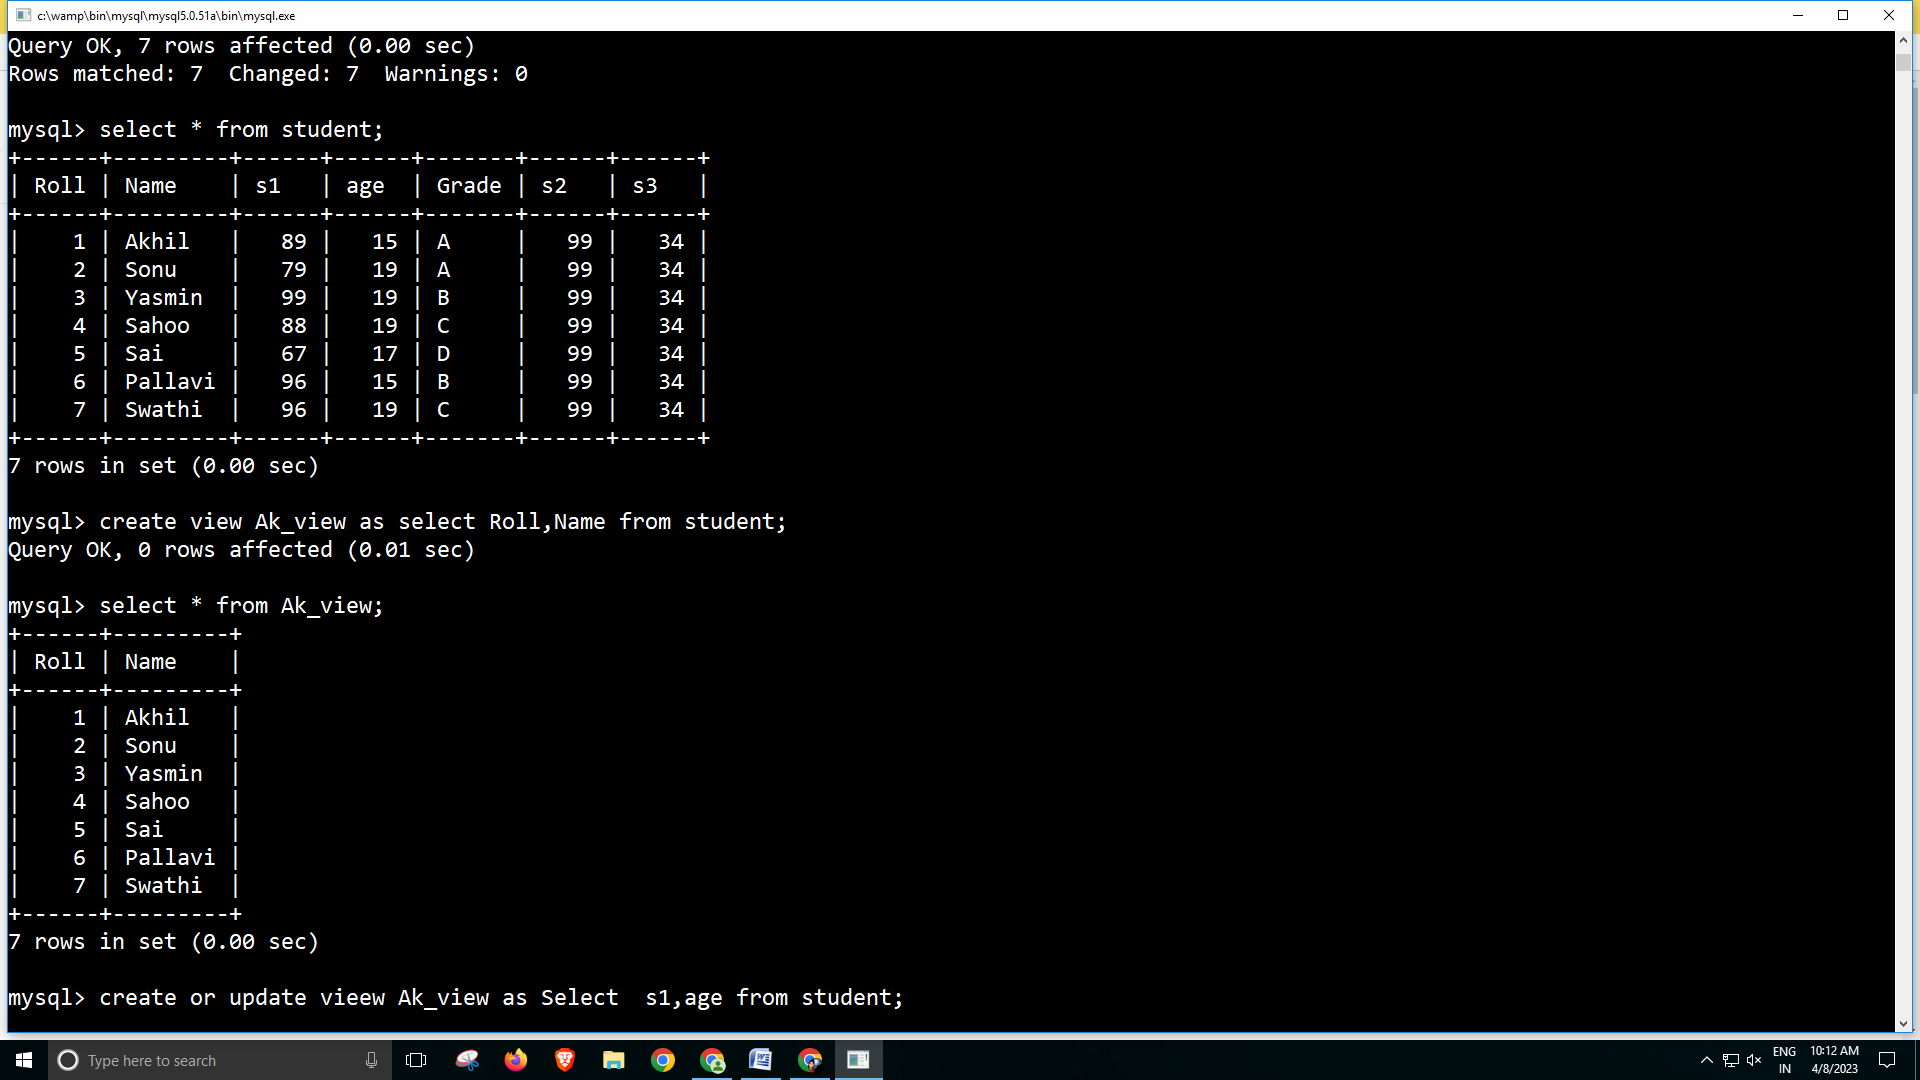 c:\wamp\bin\mysql\mysql5.0.51a\bin\mysql.exe
Query OK, 7 rows affected (0.00 sec)
Rows matched: 7  Changed: 7  Warnings: 0
mysql> select * from student;
+------+---------+------+------+-------+------+------+
| Roll | Name    | s1   | age  | Grade | s2   | s3   |
+------+---------+------+------+-------+------+------+
|    1 | Akhil   |   89 |   15 | A     |   99 |   34 |
|    2 | Sonu    |   79 |   19 | A     |   99 |   34 |
|    3 | Yasmin  |   99 |   19 | B     |   99 |   34 |
|    4 | Sahoo   |   88 |   19 | C     |   99 |   34 |
|    5 | Sai     |   67 |   17 | D     |   99 |   34 |
|    6 | Pallavi |   96 |   15 | B     |   99 |   34 |
|    7 | Swathi  |   96 |   19 | C     |   99 |   34 |
+------+---------+------+------+-------+------+------+
7 rows in set (0.00 sec)
mysql> create view Ak_view as select Roll,Name from student;
Query OK, 0 rows affected (0.01 sec)
mysql> select * from Ak_view;
+------+---------+
| Roll | Name    |
+------+---------+
|    1 | Akhil   |
|    2 | Sonu    |
|    3 | Yasmin  |
|    4 | Sahoo   |
|    5 | Sai     |
|    6 | Pallavi |
|    7 | Swathi  |
+------+---------+
7 rows in set (0.00 sec)
mysql> create or update vieew Ak_view as Select  s1,age from student;
Type here to search
ENG
IN
10:12 AM
4/8/2023